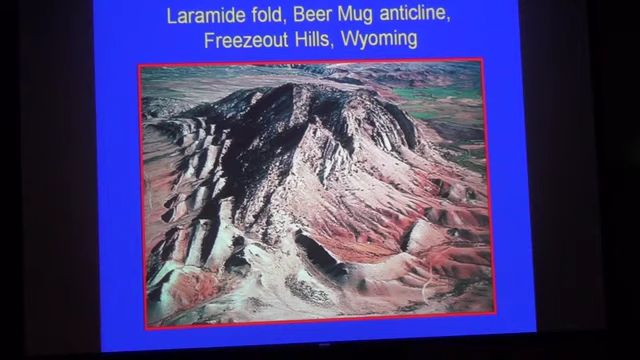 Laramide fold, Beer Mug anticline,
Freezeout Hills, Wyoming